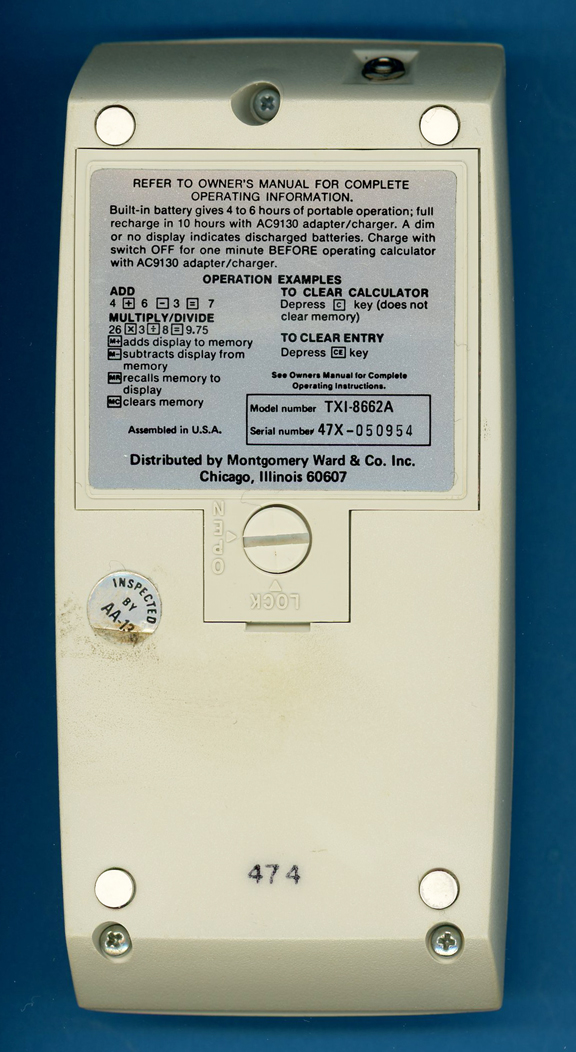 REFER TO OWNER'S MANUAL FOR COMPLETE
OPERATING INFORMATION.
Built-in battery gives 4 to 6 hours of portable operation; full
recharge in 10 hours with AC9130 adapter/charger. A dim
or no display indicates discharged batteries. Charge with
switch OFF for one minute BEFORE operating calculator
with AC9130 adapter/charger.
OPERATION EXAMPLES
ADD
4 + 6 - 3 = 7
MULTIPLY/DIVIDE
26 X 3 ÷ 8 = 9.75
M+ adds display to memory
M- subtracts display from
memory
MR recalls memory to
display
MC clears memory
TO CLEAR CALCULATOR
Depress C key (does not
clear memory)
TO CLEAR ENTRY
Depress CE key
See Owners Manual for Complete
Operating Instructions.
Assembled in U.S.A.
Model number TXI-8662A
Serial number 47X-050954
Distributed by Montgomery Ward & Co. Inc.
Chicago, Illinois 60607
OPEN
LOCK
INSPECTED
BY
474